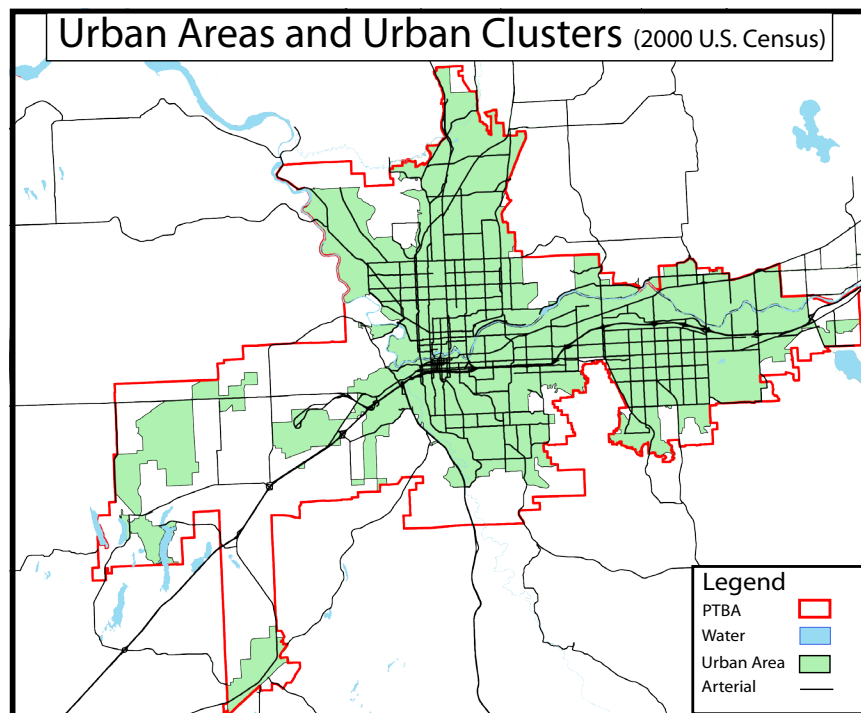 Urban Areas and Urban Clusters (2000 U.S. Census)
Legend
PTBA
Water
Urban Area
Arterial